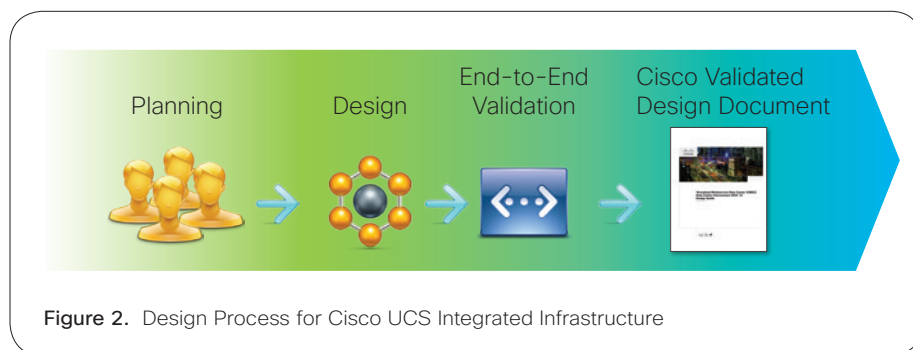 Planning
Design
End-to-End
Validation
Cisco Validated
Design Document
Figure 2. Design Process for Cisco UCS Integrated Infrastructure